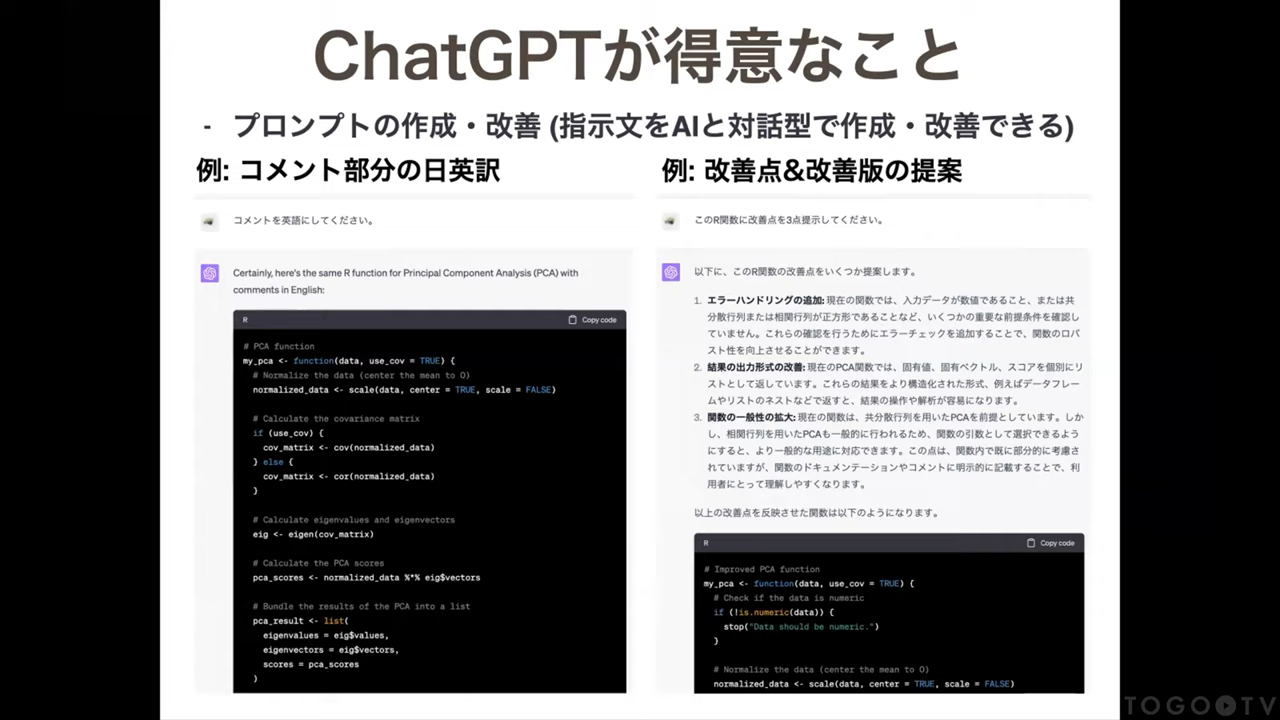 ChatGPTが得意なこと
- プロンプトの作成・改善 (指示文をAIと対話型で作成・改善できる)
例: コメント部分の日英訳
コメントを英語にしてください。
Certainly, here's the same R function for Principal Component Analysis (PCA) with
comments in English:
R
Copy code
# PCA function
my_pca <- function(data, use_cov = TRUE) {
# Normalize the data (center the mean to 0)
normalized_data <- scale(data, center = TRUE, scale = FALSE)
# Calculate the covariance matrix
if (use_cov) {
cov_matrix <- cov(normalized_data)
} else {
cov_matrix <- cor(normalized_data)
}
# Calculate eigenvalues and eigenvectors
eig <- eigen(cov_matrix)
# Calculate the PCA scores
pca_scores <- normalized_data %*% eig$vectors
# Bundle the results of the PCA into a list
pca_result <- list(
eigenvalues = eig$values,
eigenvectors = eig$vectors,
scores = pca_scores
)
例: 改善点&改善版の提案
このR関数に改善点を3点提示してください。
以下に、このR関数の改善点をいくつか提案します。
1. エラーハンドリングの追加: 現在の関数では、入力データが数値であること、または共
分散行列または相関行列が正方形であることなど、いくつかの重要な前提条件を確認し
ていません。これらの確認を行うためにエラーチェックを追加することで、関数のロバ
スト性を向上させることができます。
2. 結果の出力形式の改善: 現在のPCA関数では、固有値、固有ベクトル、スコアを個別にリ
ストとして返しています。これらの結果をより構造化された形式、例えばデータフレー
ムやリストのネストなどで返すと、結果の操作や解析が容易になります。
3. 関数の一般性の拡大: 現在の関数は、共分散行列を用いたPCAを前提としています。しか
し、相関行列を用いたPCAも一般的に行われるため、関数の引数として選択できるよう
にすると、より一般的な用途に対応できます。この点は、関数内で既に部分的に考慮さ
れていますが、関数のドキュメンテーションやコメントに明示的に記載することで、利
用者にとって理解しやすくなります。
以上の改善点を反映させた関数は以下のようになります。
R
Copy code
# Improved PCA function
my_pca <- function(data, use_cov = TRUE) {
# Check if the data is numeric
if (!is.numeric(data)) {
stop("Data should be numeric.")
}
# Normalize the data (center the mean to 0)
normalized_data <- scale(data, center = TRUE, scale = FALSE)
TOGO TV